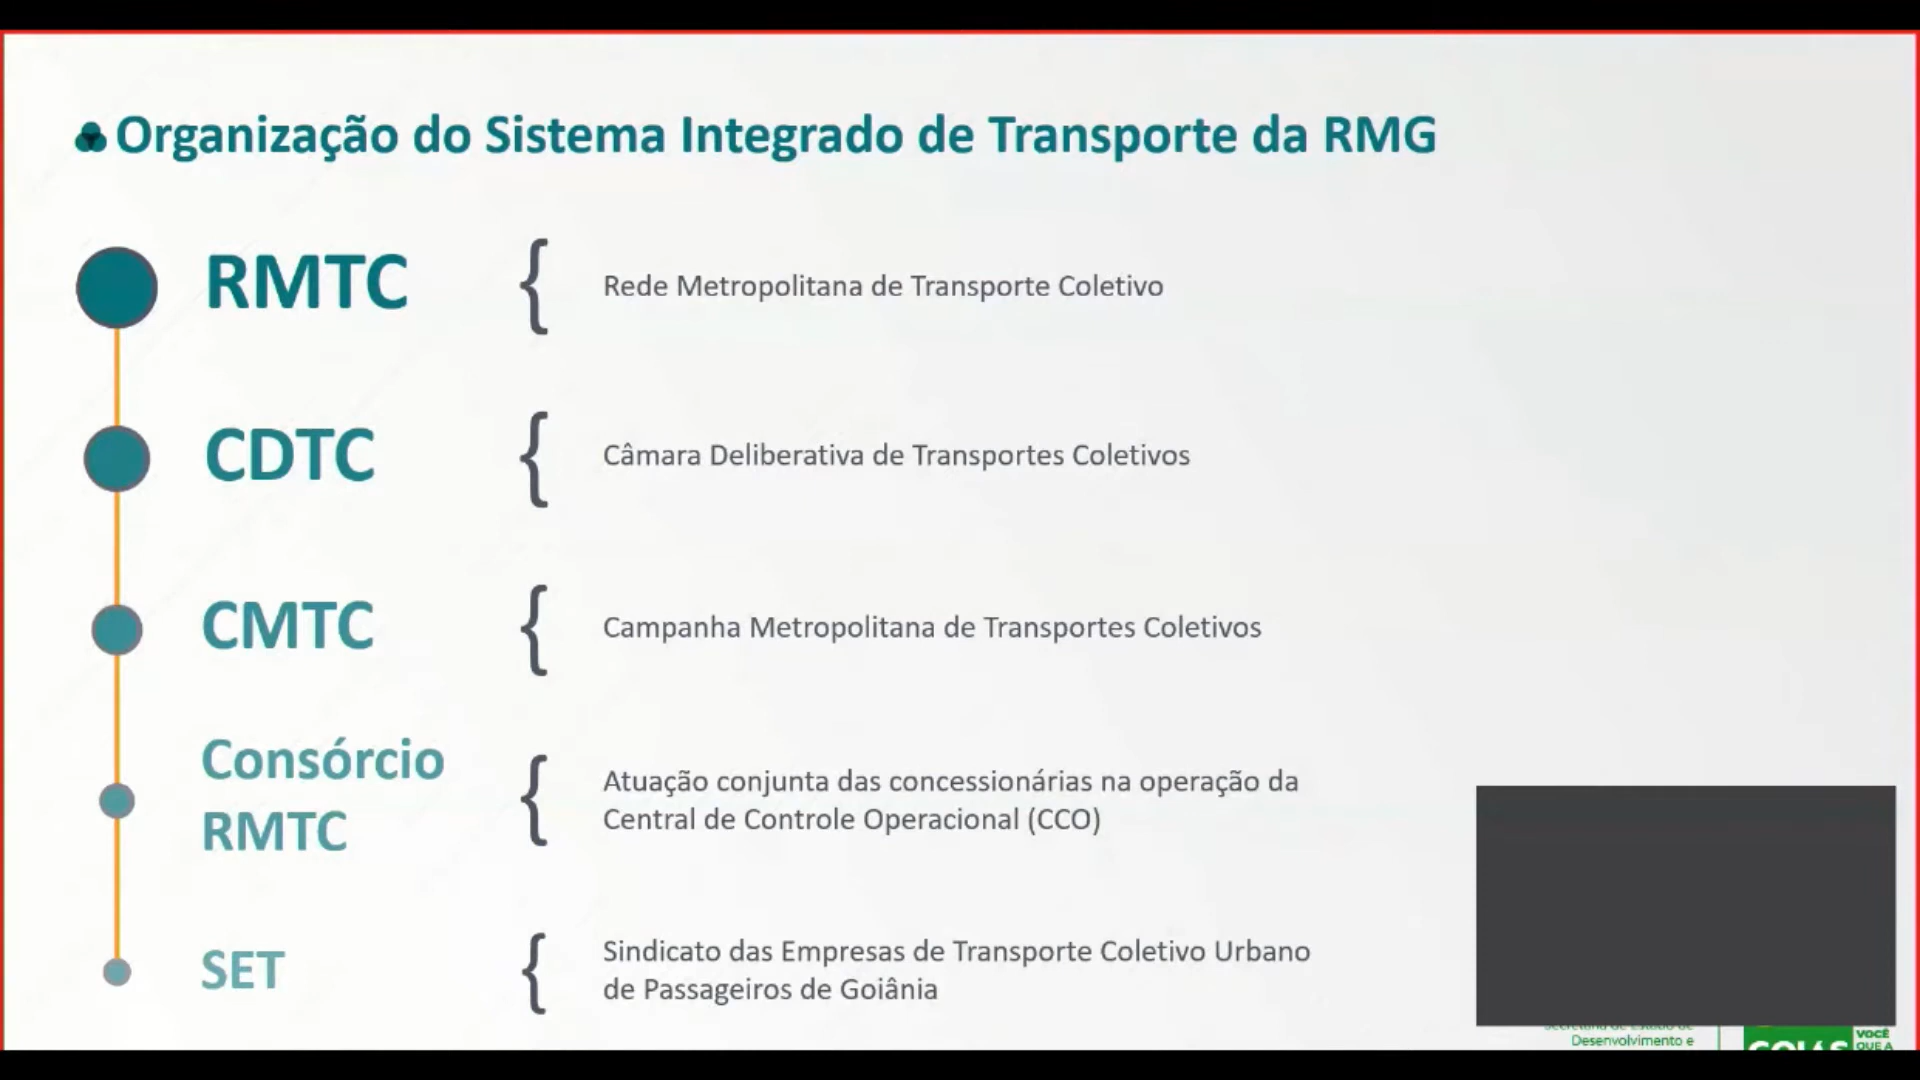 Organização do Sistema Integrado de Transporte da RMG
RMTC
Rede Metropolitana de Transporte Coletivo
CDTC
Câmara Deliberativa de Transportes Coletivos
CMTC
Campanha Metropolitana de Transportes Coletivos
Consórcio
RMTC
Atuação conjunta das concessionárias na operação da
Central de Controle Operacional (CCO)
SET
Sindicato das Empresas de Transporte Coletivo Urbano
de Passageiros de Goiânia
Desenvolvimento e
GOIÁS
VOCÊ
QUE A